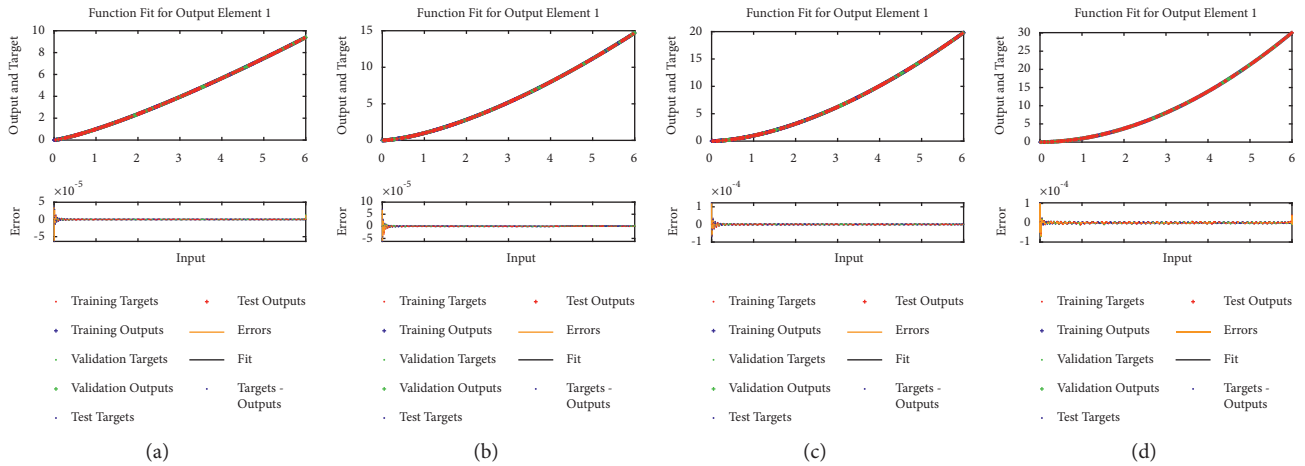 Function Fit for Output Element 1
Output and Target
10
8
6
4
2
0
0 1 2 3 4 5 6
×10⁻⁵
Error
5
0
-5
Input
Training Targets
Training Outputs
Validation Targets
Validation Outputs
Test Targets
Test Outputs
Errors
Fit
Targets -
Outputs
(a)
Function Fit for Output Element 1
Output and Target
15
10
5
0
0 1 2 3 4 5 6
×10⁻⁵
Error
10
5
0
-5
Input
Training Targets
Training Outputs
Validation Targets
Validation Outputs
Test Targets
Test Outputs
Errors
Fit
Targets -
Outputs
(b)
Function Fit for Output Element 1
Output and Target
20
15
10
5
0
0 1 2 3 4 5 6
×10⁻⁴
Error
1
0
-1
Input
Training Targets
Training Outputs
Validation Targets
Validation Outputs
Test Targets
Test Outputs
Errors
Fit
Targets -
Outputs
(c)
Function Fit for Output Element 1
Output and Target
30
25
20
15
10
5
0
0 1 2 3 4 5 6
×10⁻⁴
Error
1
0
-1
Input
Training Targets
Training Outputs
Validation Targets
Validation Outputs
Test Targets
Test Outputs
Errors
Fit
Targets -
Outputs
(d)